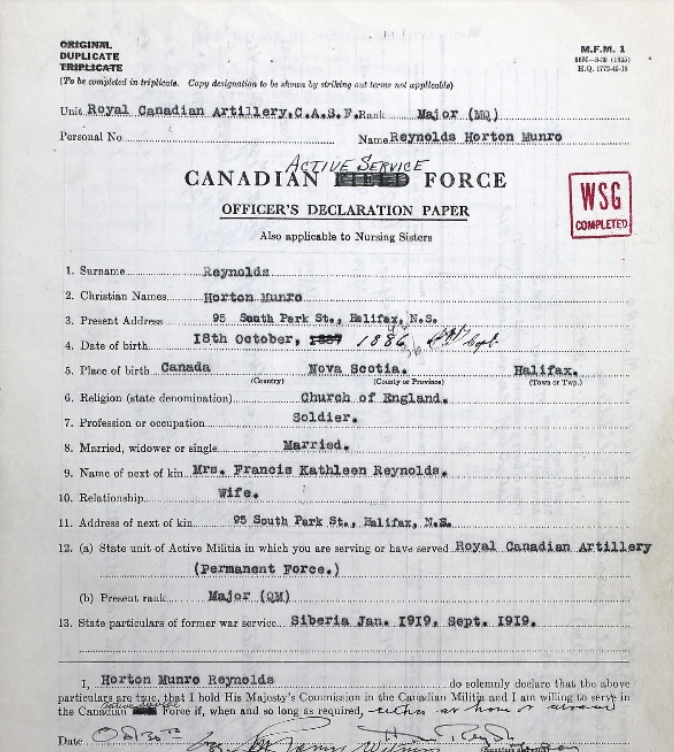 ORIGINAL
DUPLICATE
TRIPLICATE
(To be completed in triplicate. Copy designation to be shown by striking out terms not applicable)
M.F.M. 1
H.Q. 1772-45-18
Unit Royal Canadian Artillery,C.A.S.F. Rank Major (MQ)
Personal No. Name Reynolds Horton Munro
ACTIVE SERVICE
CANADIAN FIELD FORCE
OFFICER'S DECLARATION PAPER
Also applicable to Nursing Sisters
WSG
COMPLETED
1. Surname Reynolds
2. Christian Names Horton Munro
3. Present Address 95 South Park St., Halifax, N.S.
4. Date of birth 18th October, 1887 1886
5. Place of birth Canada Nova Scotia. Halifax.
(Country) (County or Province) (Town or Twp.)
6. Religion (state denomination) Church of England.
7. Profession or occupation Soldier.
8. Married, widower or single Married.
9. Name of next of kin Mrs. Francis Kathleen Reynolds.
10. Relationship Wife.
11. Address of next of kin 95 South Park St., Halifax, N.S.
12. (a) State unit of Active Militia in which you are serving or have served Royal Canadian Artillery
(Permanent Force.)
(b) Present rank Major (QM)
13. State particulars of former war service Siberia Jan. 1919, Sept. 1919.
I, Horton Munro Reynolds do solemnly declare that the above
particulars are true, that I hold His Majesty's Commission in the Canadian Militia and I am willing to serve in
active service
the Canadian Force if, when and so long as required, either at home or abroad
Date